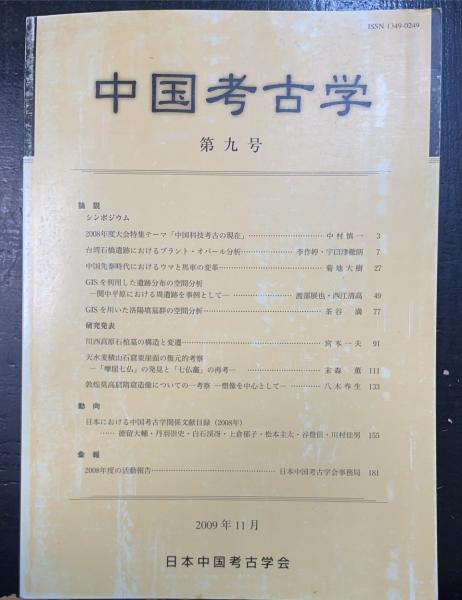 ISSN 1349-0249
中国考古学
第九号
論説
シンポジウム
2008年度大会特集テーマ「中国科技考古の現在」……………………中村慎一 3
台湾石橋遺跡におけるプラント・オパール分析……………李作婷・宇田津徹朗 7
中国先秦時代におけるウマと馬車の変革……………………………菊地大樹 27
GISを利用した遺跡分布の空間分析
―関中平原における周遺跡を事例として―………………渡部展也・西江清高 49
GISを用いた洛陽墳墓群の空間分析……………………………………茶谷満 77
研究発表
川西高原石棺墓の構造と変遷……………………………………………宮本一夫 91
天水麦積山石窟東崖面の復元的考察
―「摩崖七仏」の発見と「七仏龕」の再考―……………………………末森薫 111
敦煌莫高窟隋窟造像についての一考察 ―塑像を中心として―…………八木春生 133
動向
日本における中国考古学関係文献目録（2008年）
……徳留大輔・丹羽崇史・白石渓冴・上倉郁子・松本圭太・谷豊信・川村佳男 155
彙報
2008年度の活動報告……………………………………日本中国考古学会事務局 181
2009年11月
日本中国考古学会